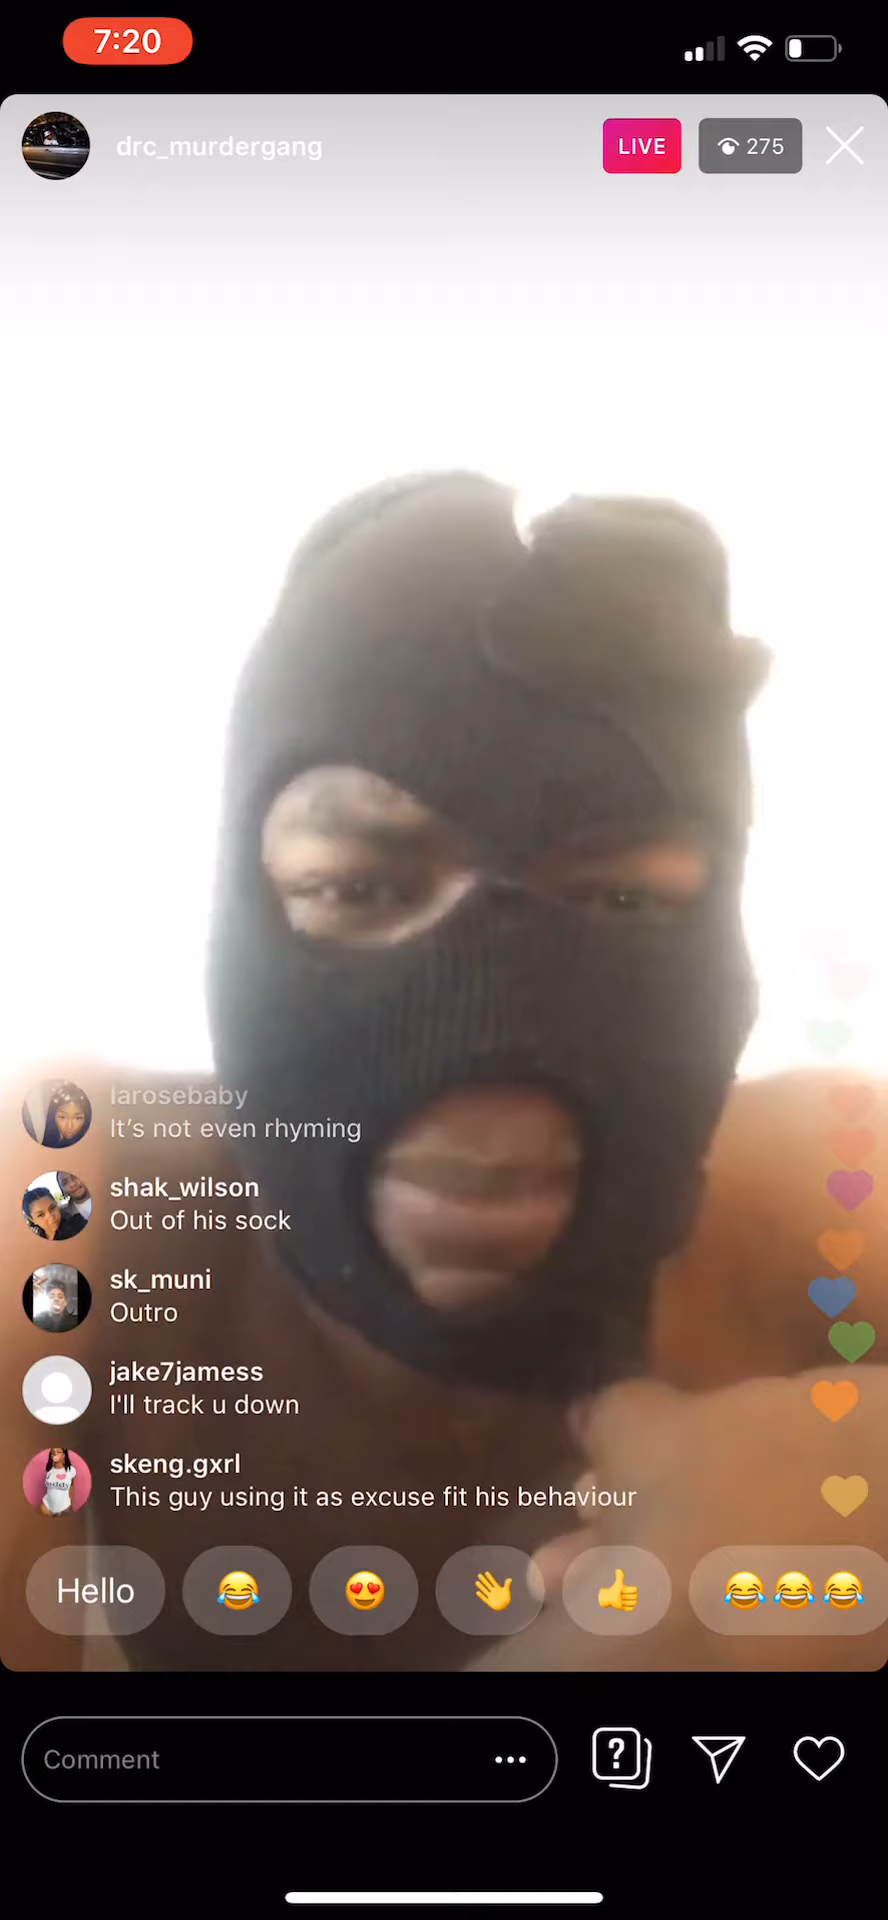 7:20
drc_murdergang
LIVE
275
larosebaby
It's not even rhyming
shak_wilson
Out of his sock
sk_muni
Outro
jake7jamess
I'll track u down
skeng.gxrl
This guy using it as excuse fit his behaviour
Hello
Comment